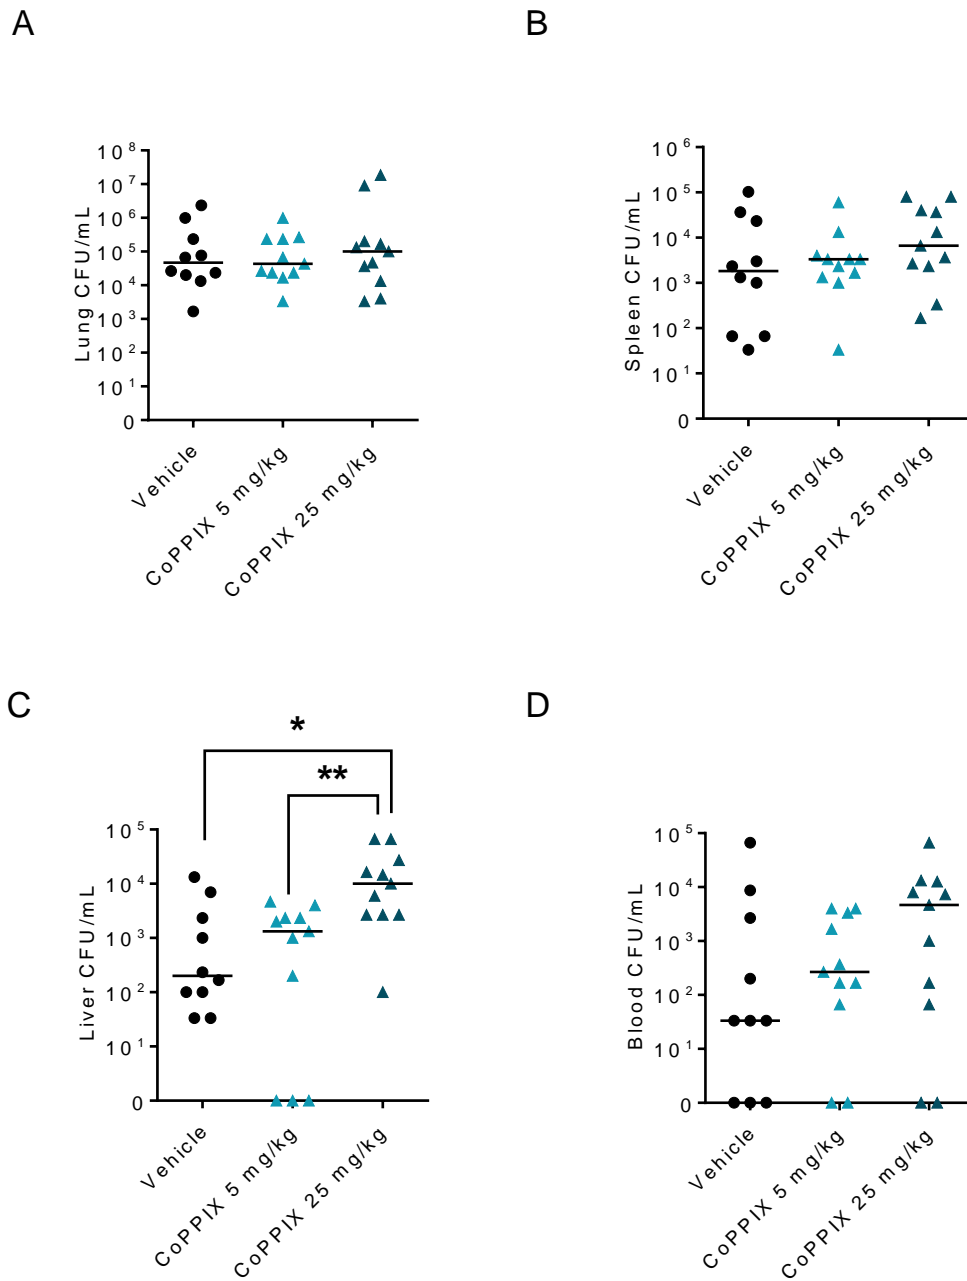 A
B
Lung CFU/mL
10^8
10^7
10^6
10^5
10^4
10^3
10^2
10^1
0
Vehicle
CoPPIX 5 mg/kg
CoPPIX 25 mg/kg
Spleen CFU/mL
10^6
10^5
10^4
10^3
10^2
10^1
0
Vehicle
CoPPIX 5 mg/kg
CoPPIX 25 mg/kg
C
D
*
**
Liver CFU/mL
10^5
10^4
10^3
10^2
10^1
0
Vehicle
CoPPIX 5 mg/kg
CoPPIX 25 mg/kg
Blood CFU/mL
10^5
10^4
10^3
10^2
10^1
0
Vehicle
CoPPIX 5 mg/kg
CoPPIX 25 mg/kg